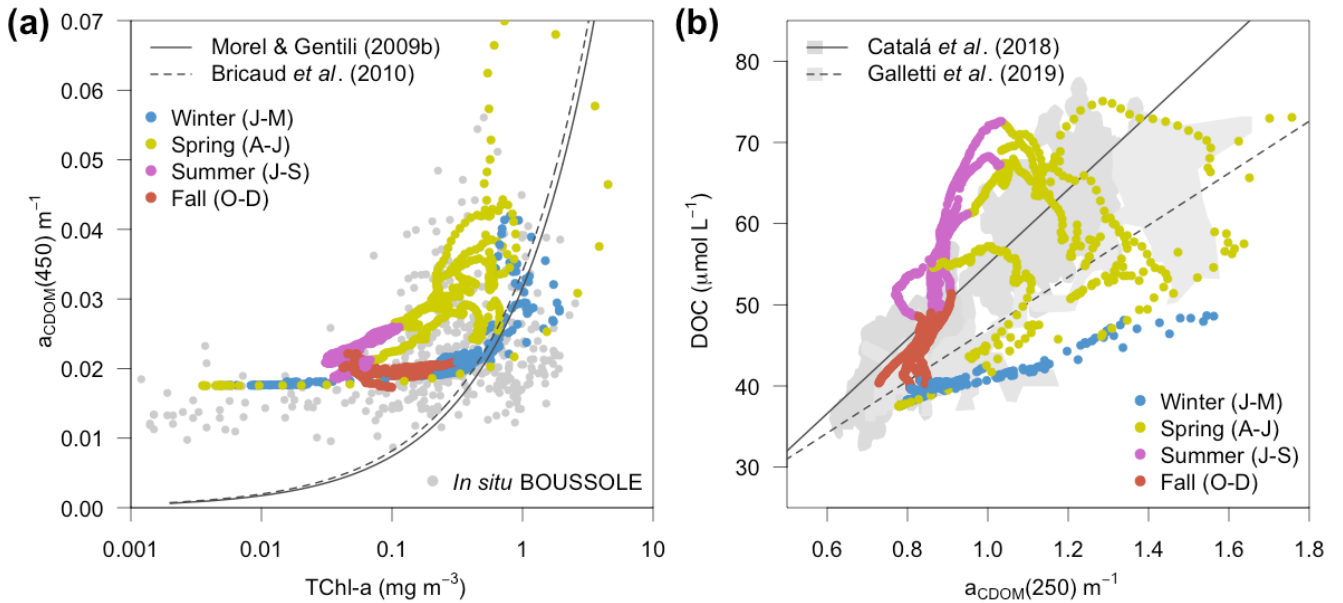 (a)
0.07
0.06
0.05
0.04
0.03
0.02
0.01
0.00
aCDOM(450) m−1
Morel & Gentili (2009b)
Bricaud et al. (2010)
Winter (J-M)
Spring (A-J)
Summer (J-S)
Fall (O-D)
In situ BOUSSOLE
0.001
0.01
0.1
1
10
TChl-a (mg m−3)
(b)
80
70
60
50
40
30
DOC (μmol L−1)
Catalá et al. (2018)
Galletti et al. (2019)
Winter (J-M)
Spring (A-J)
Summer (J-S)
Fall (O-D)
0.6
0.8
1.0
1.2
1.4
1.6
1.8
aCDOM(250) m−1